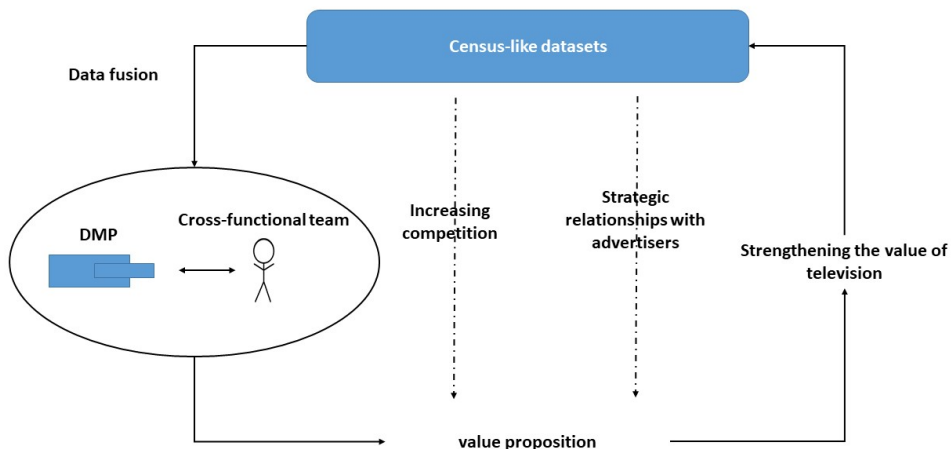 Census-like datasets
Data fusion
DMP
Cross-functional team
Increasing
competition
Strategic
relationships with
advertisers
Strengthening the value of
television
value proposition